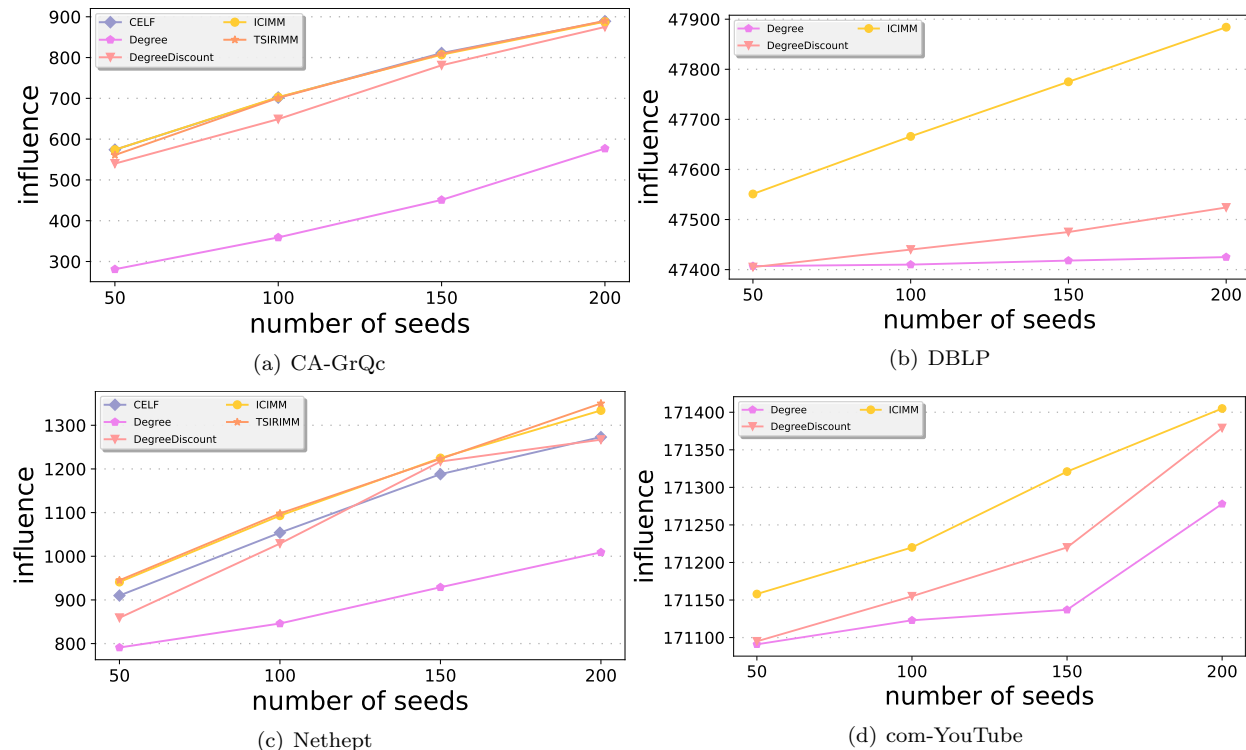 900
800
700
600
500
400
300
influence
CELF
Degree
DegreeDiscount
ICIMM
TSIRIMM
50 100 150 200
number of seeds
(a) CA-GrQc
47900
47800
47700
47600
47500
47400
influence
Degree
DegreeDiscount
ICIMM
50 100 150 200
number of seeds
(b) DBLP
1300
1200
1100
1000
900
800
influence
CELF
Degree
DegreeDiscount
ICIMM
TSIRIMM
50 100 150 200
number of seeds
(c) Nethept
171400
171350
171300
171250
171200
171150
171100
influence
Degree
DegreeDiscount
ICIMM
50 100 150 200
number of seeds
(d) com-YouTube